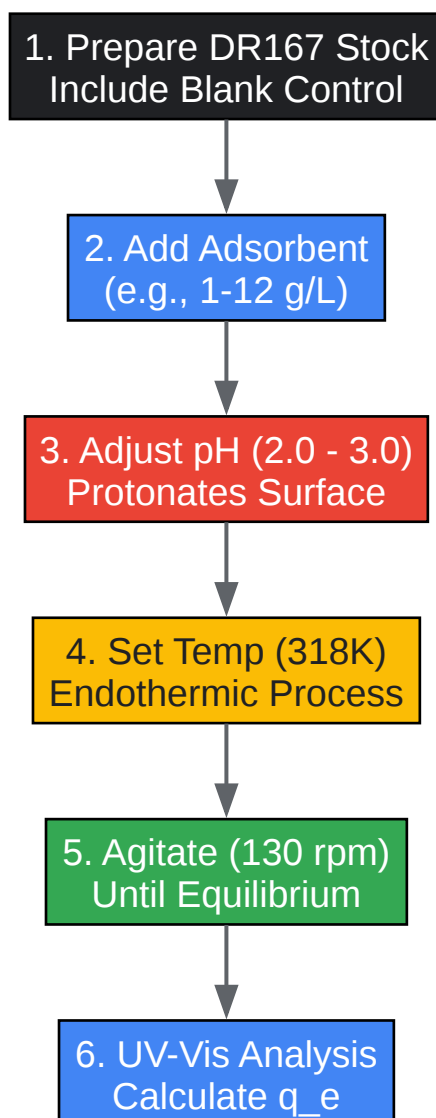 1. Prepare DR167 Stock
Include Blank Control
2. Add Adsorbent
(e.g., 1-12 g/L)
3. Adjust pH (2.0 - 3.0)
Protonates Surface
4. Set Temp (318K)
Endothermic Process
5. Agitate (130 rpm)
Until Equilibrium
6. UV-Vis Analysis
Calculate q_e